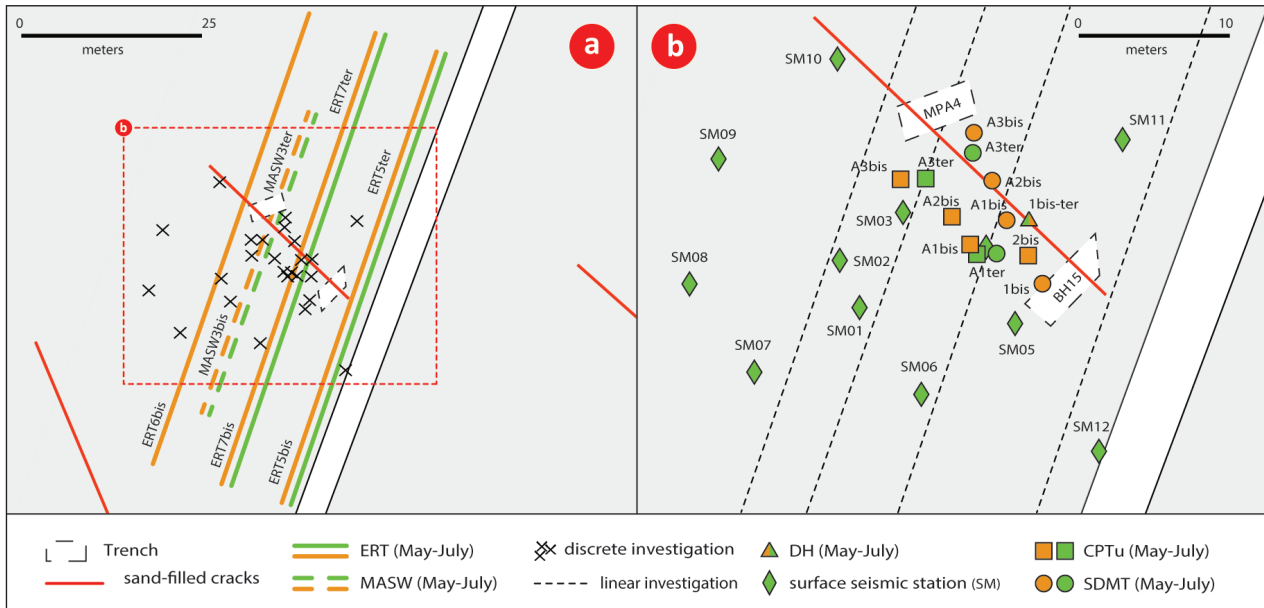 0 25
meters
a
b
ERT7ter
MASW3ter
ERT5ter
MASW3bis
ERT6bis
ERT7bis
ERT5bis
b
0 10
meters
SM10
MPA4
A3bis
SM11
SM09
A3ter
A3ter
A3bis
A2bis
A2bis
A1bis
1bis-ter
SM03
2bis
A1bis
SM02
A1ter
SM08
1bis
BH15
SM01
SM05
SM07
SM06
SM12
Trench
sand-filled cracks
ERT (May-July)
MASW (May-July)
discrete investigation
linear investigation
DH (May-July)
surface seismic station (SM)
CPTu (May-July)
SDMT (May-July)